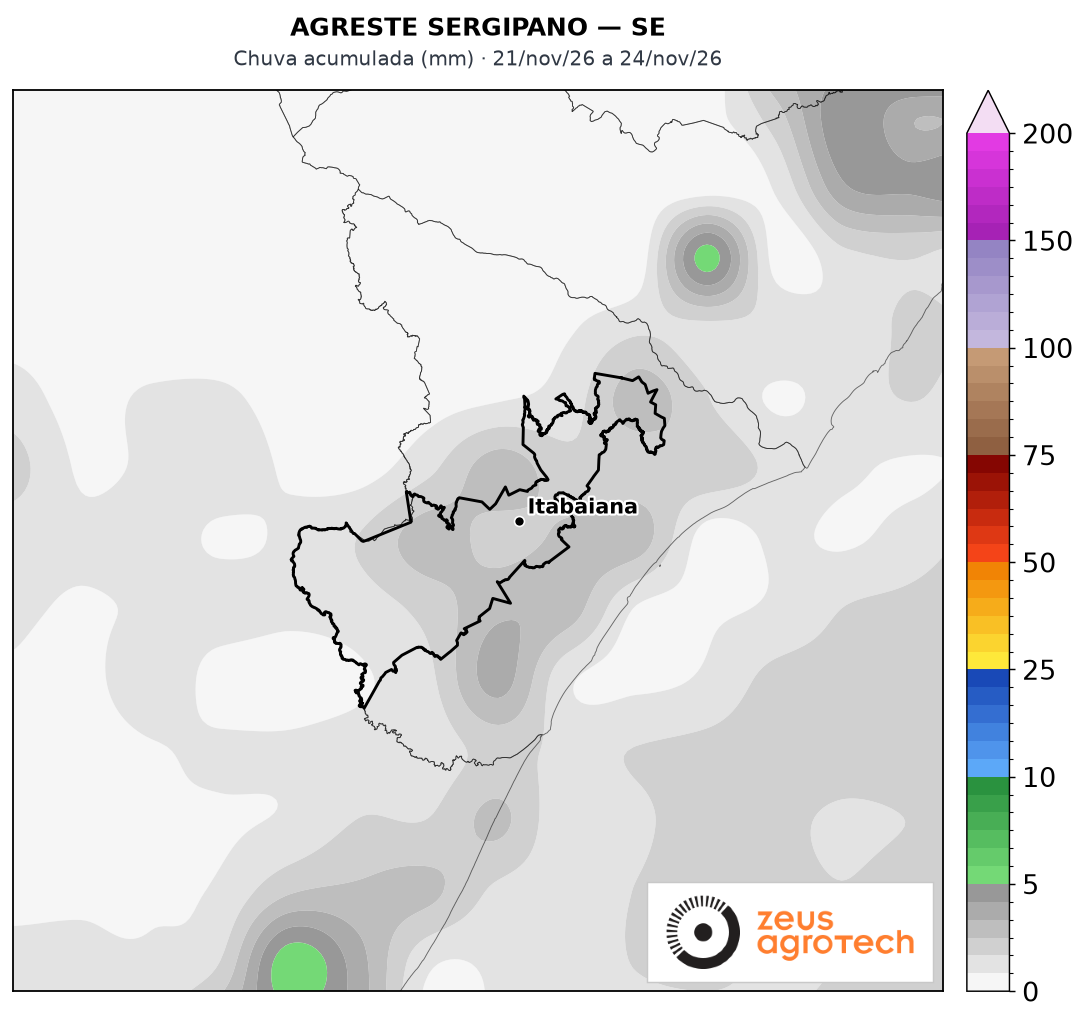 AGRESTE SERGIPANO — SE
Chuva acumulada (mm) · 21/nov/26 a 24/nov/26
200
150
100
75
50
25
10
5
0
Itabaiana
zeus
agrotech